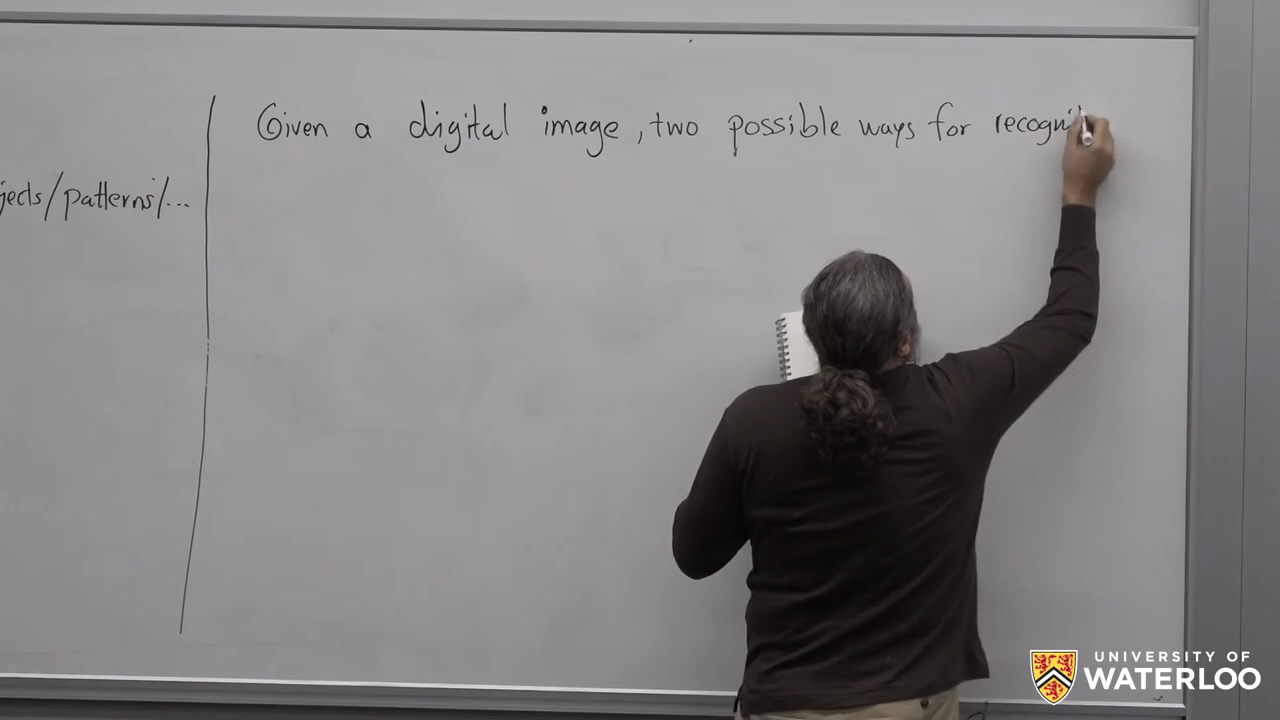 Given a digital image, two possible ways for recogni
jects/patterns/...
UNIVERSITY OF
WATERLOO